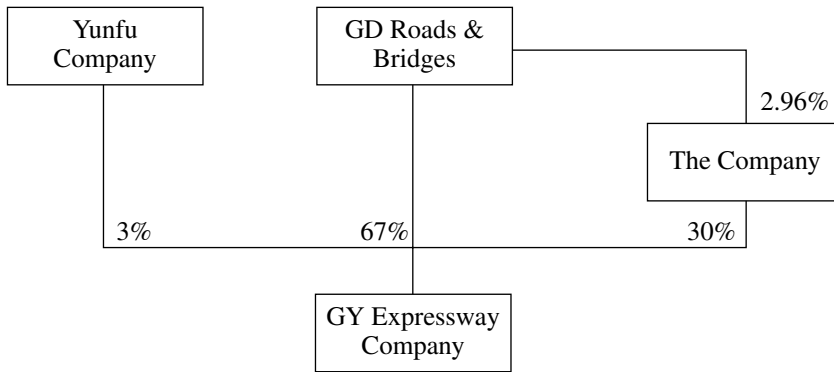 Yunfu
Company
GD Roads &
Bridges
2.96%
The Company
3%
67%
30%
GY Expressway
Company